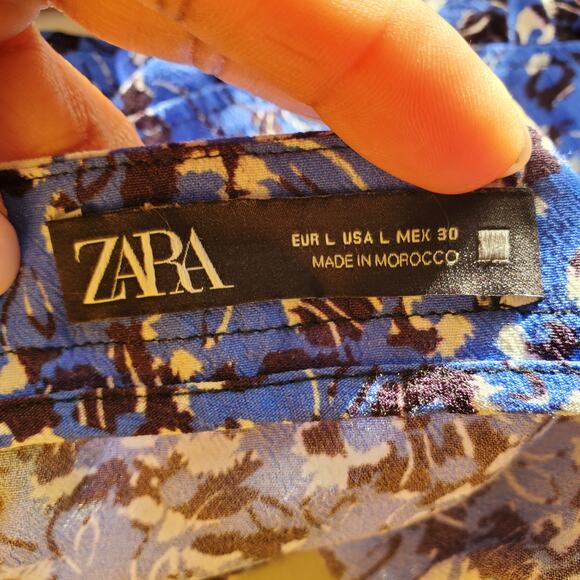 ZARA
EUR L USA L MEX 30
MADE IN MOROCCO